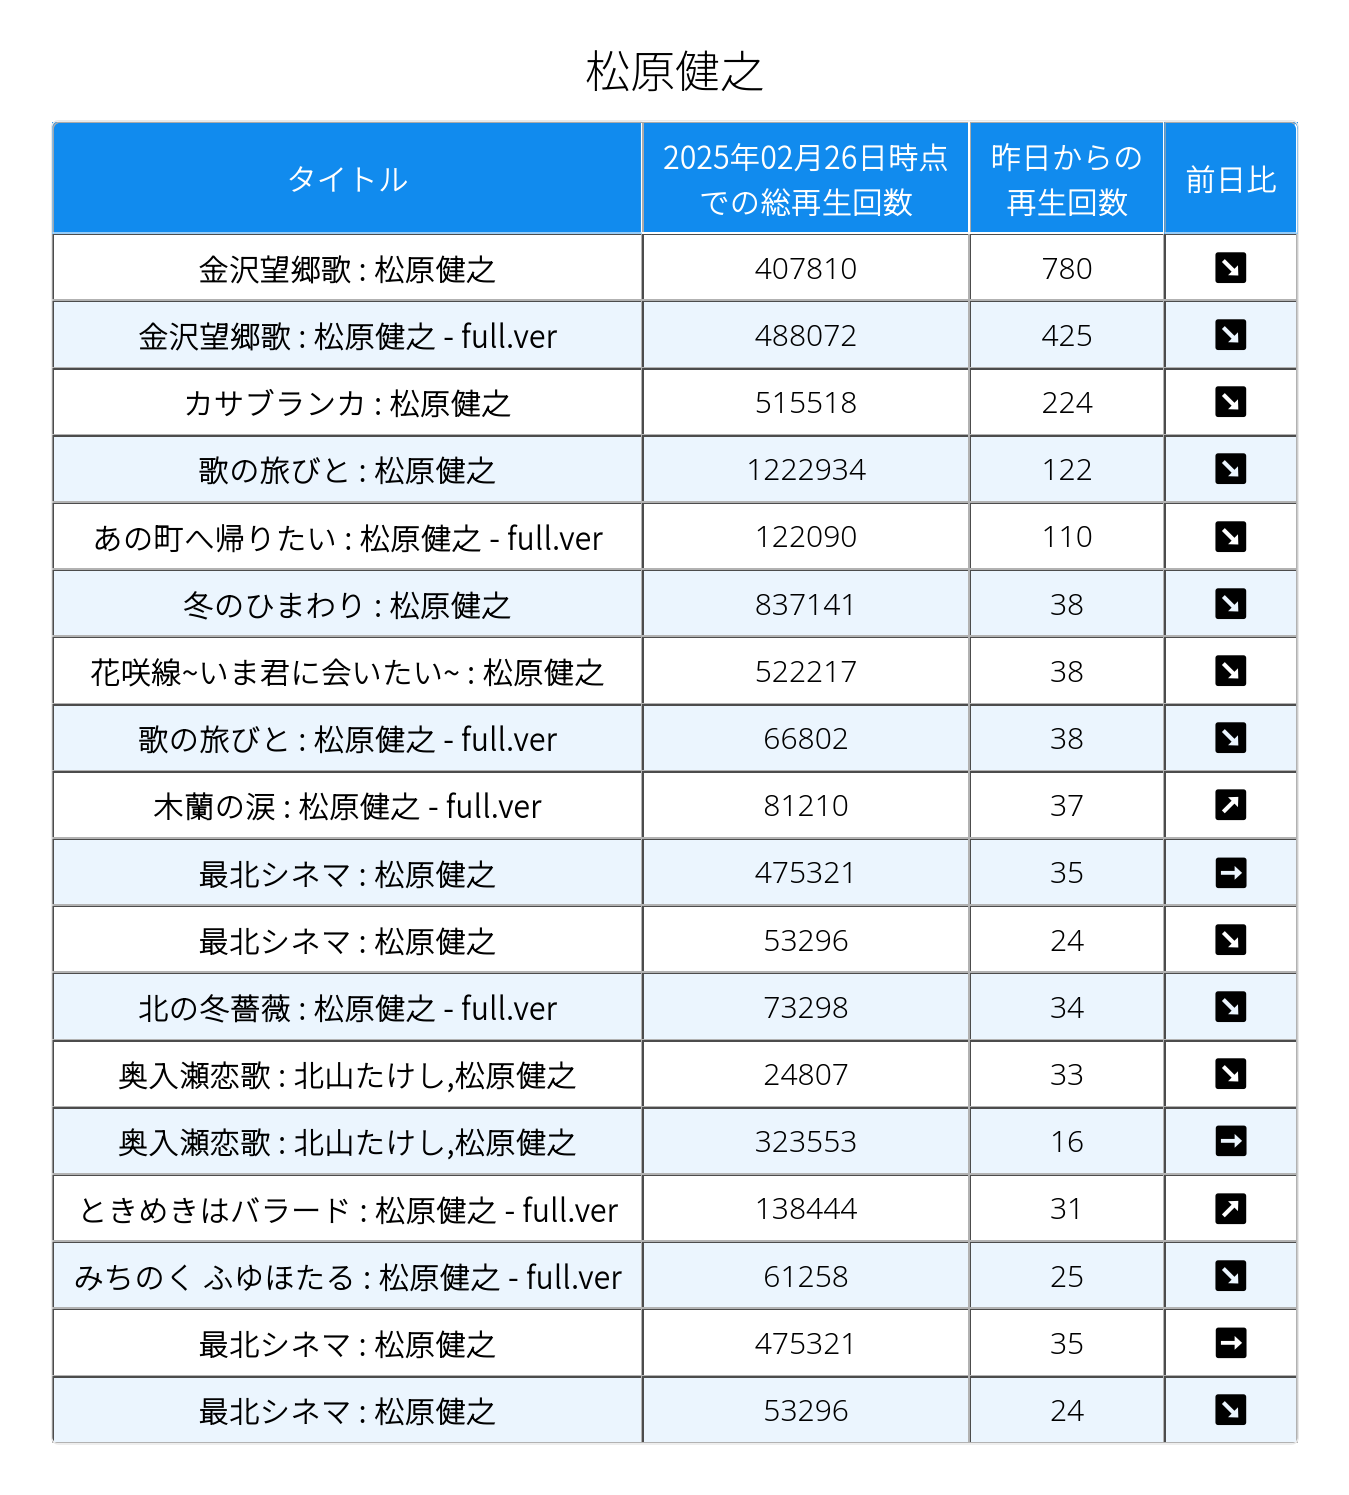 松原健之
タイトル 2025年02月26日時点での総再生回数 昨日からの再生回数 前日比
金沢望郷歌 : 松原健之 407810 780 ↘
金沢望郷歌 : 松原健之 - full.ver 488072 425 ↘
カサブランカ : 松原健之 515518 224 ↘
歌の旅びと : 松原健之 1222934 122 ↘
あの町へ帰りたい : 松原健之 - full.ver 122090 110 ↘
冬のひまわり : 松原健之 837141 38 ↘
花咲線~いま君に会いたい~ : 松原健之 522217 38 ↘
歌の旅びと : 松原健之 - full.ver 66802 38 ↘
木蘭の涙 : 松原健之 - full.ver 81210 37 ↗
最北シネマ : 松原健之 475321 35 →
最北シネマ : 松原健之 53296 24 ↘
北の冬薔薇 : 松原健之 - full.ver 73298 34 ↘
奥入瀬恋歌 : 北山たけし,松原健之 24807 33 ↘
奥入瀬恋歌 : 北山たけし,松原健之 323553 16 →
ときめきはバラード : 松原健之 - full.ver 138444 31 ↗
みちのく ふゆほたる : 松原健之 - full.ver 61258 25 ↘
最北シネマ : 松原健之 475321 35 →
最北シネマ : 松原健之 53296 24 ↘